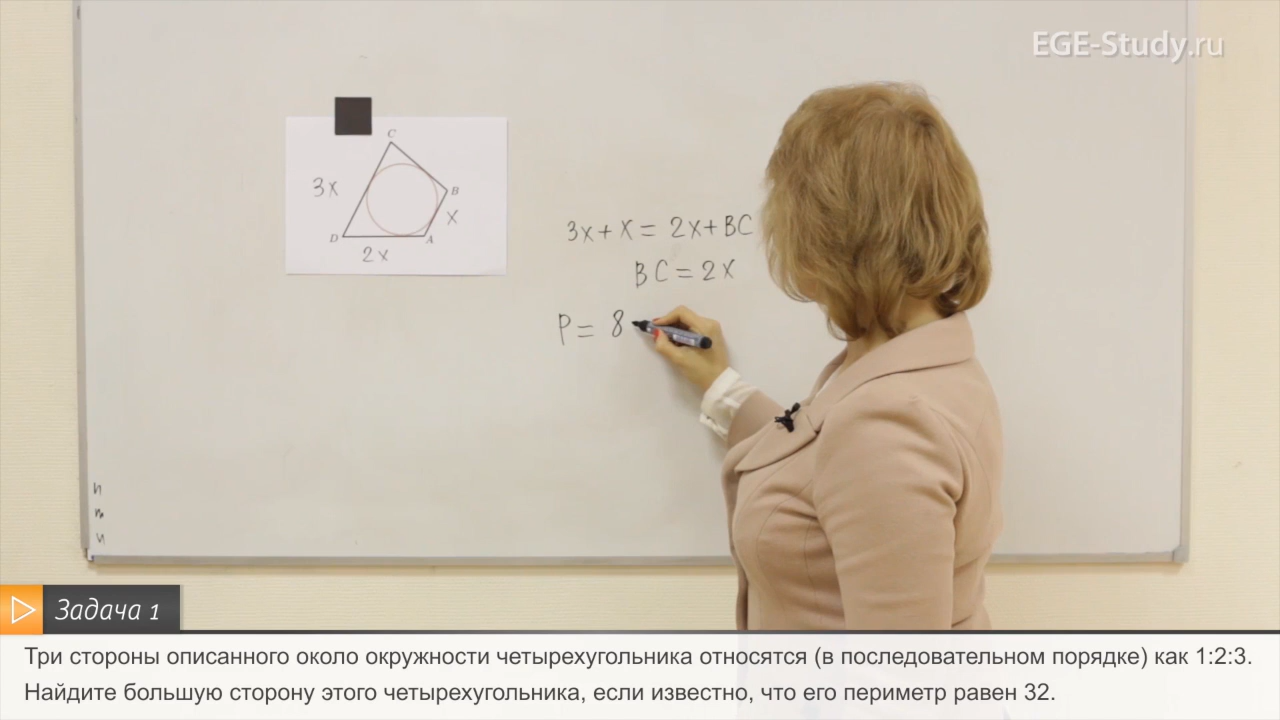 EGE-Study.ru
C
3x
B
x
D
A
2x
3x + x = 2x + BC
BC = 2x
P = 8
Задача 1
Три стороны описанного около окружности четырехугольника относятся (в последовательном порядке) как 1:2:3.
Найдите большую сторону этого четырехугольника, если известно, что его периметр равен 32.